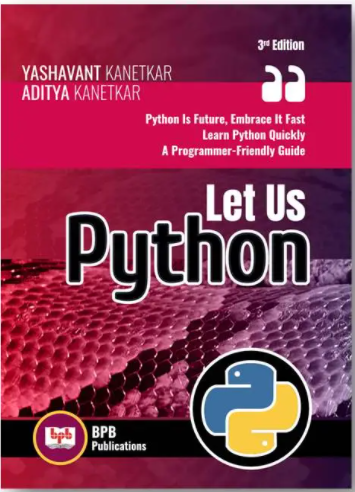 3rd Edition
YASHAVANT KANETKAR
ADITYA KANETKAR
Python Is Future, Embrace It Fast
Learn Python Quickly
A Programmer-Friendly Guide
Let Us
Python
bpb
BPB
Publications